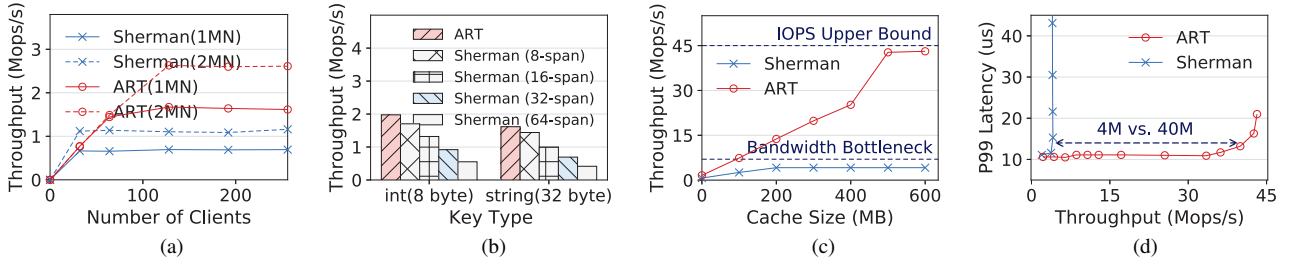 Throughput (Mops/s)
3
2
1
0
Sherman(1MN)
Sherman(2MN)
ART(1MN)
ART(2MN)
0
100
200
Number of Clients
(a)
Throughput (Mops/s)
4
3
2
1
0
ART
Sherman (8-span)
Sherman (16-span)
Sherman (32-span)
Sherman (64-span)
int(8 byte)
string(32 byte)
Key Type
(b)
Throughput (Mops/s)
45
30
15
0
IOPS Upper Bound
Sherman
ART
Bandwidth Bottleneck
0
200
400
600
Cache Size (MB)
(c)
P99 Latency (us)
40
30
20
10
ART
Sherman
4M vs. 40M
0
15
30
45
Throughput (Mops/s)
(d)